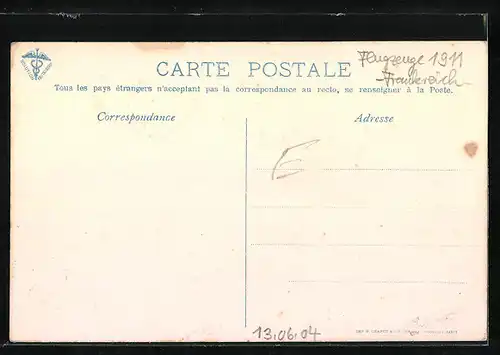 Flugzeuge 1911
CARTE POSTALE
-Frankreich-
Tous les pays étrangers n'acceptant pas la correspondance au recto, se renseigner à la Poste.
Correspondance
Adresse
E
13.06.04